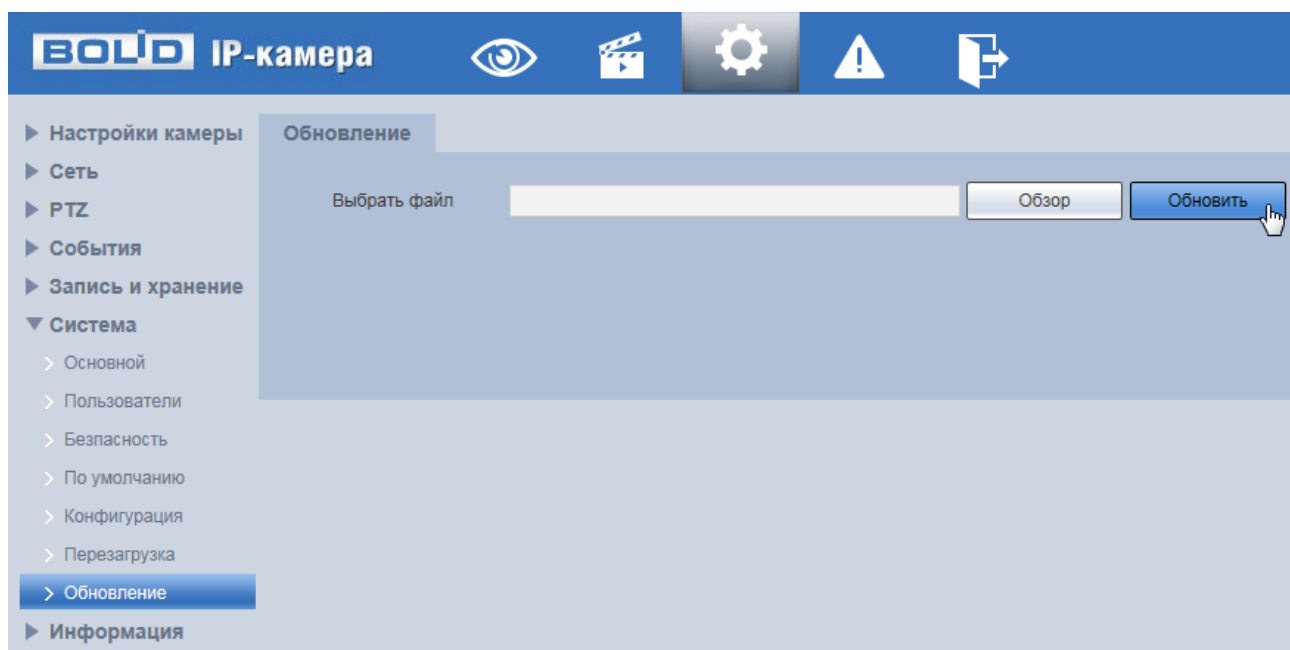 BOLID IP-камера
Настройки камеры
Сеть
PTZ
События
Запись и хранение
Система
Основной
Пользователи
Безпасность
По умолчанию
Конфигурация
Перезагрузка
Обновление
Информация
Обновление
Выбрать файл
Обзор
Обновить